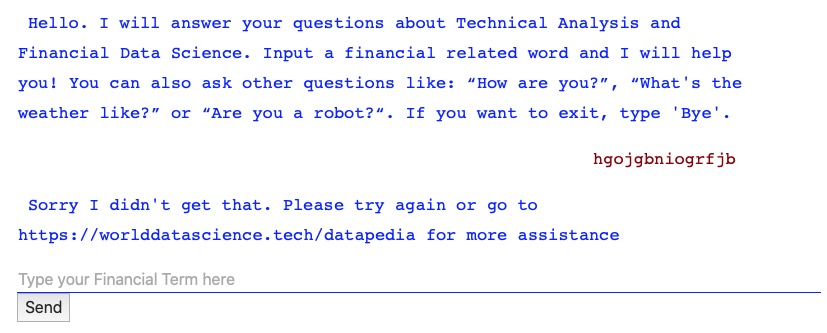 Hello. I will answer your questions about Technical Analysis and
Financial Data Science. Input a financial related word and I will help
you! You can also ask other questions like: “How are you?”, “What's the
weather like?” or “Are you a robot?“. If you want to exit, type 'Bye'.
hgojgbniogrfjb
Sorry I didn't get that. Please try again or go to
https://worlddatascience.tech/datapedia for more assistance
Type your Financial Term here
Send